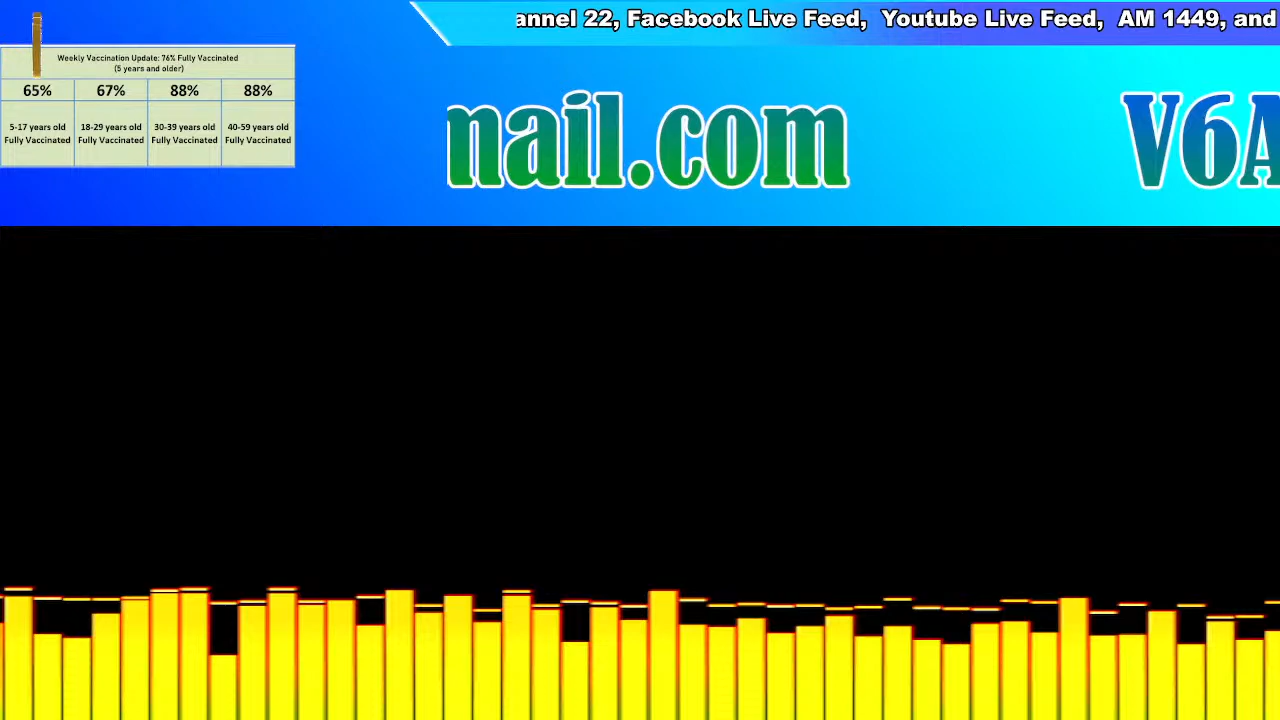 annel 22, Facebook Live Feed, Youtube Live Feed, AM 1449, and
Weekly Vaccination Update: 76% Fully Vaccinated
(5 years and older)
65% 67% 88% 88%
5-17 years old 18-29 years old 30-39 years old 40-59 years old
Fully Vaccinated Fully Vaccinated Fully Vaccinated Fully Vaccinated
nail.com V6A